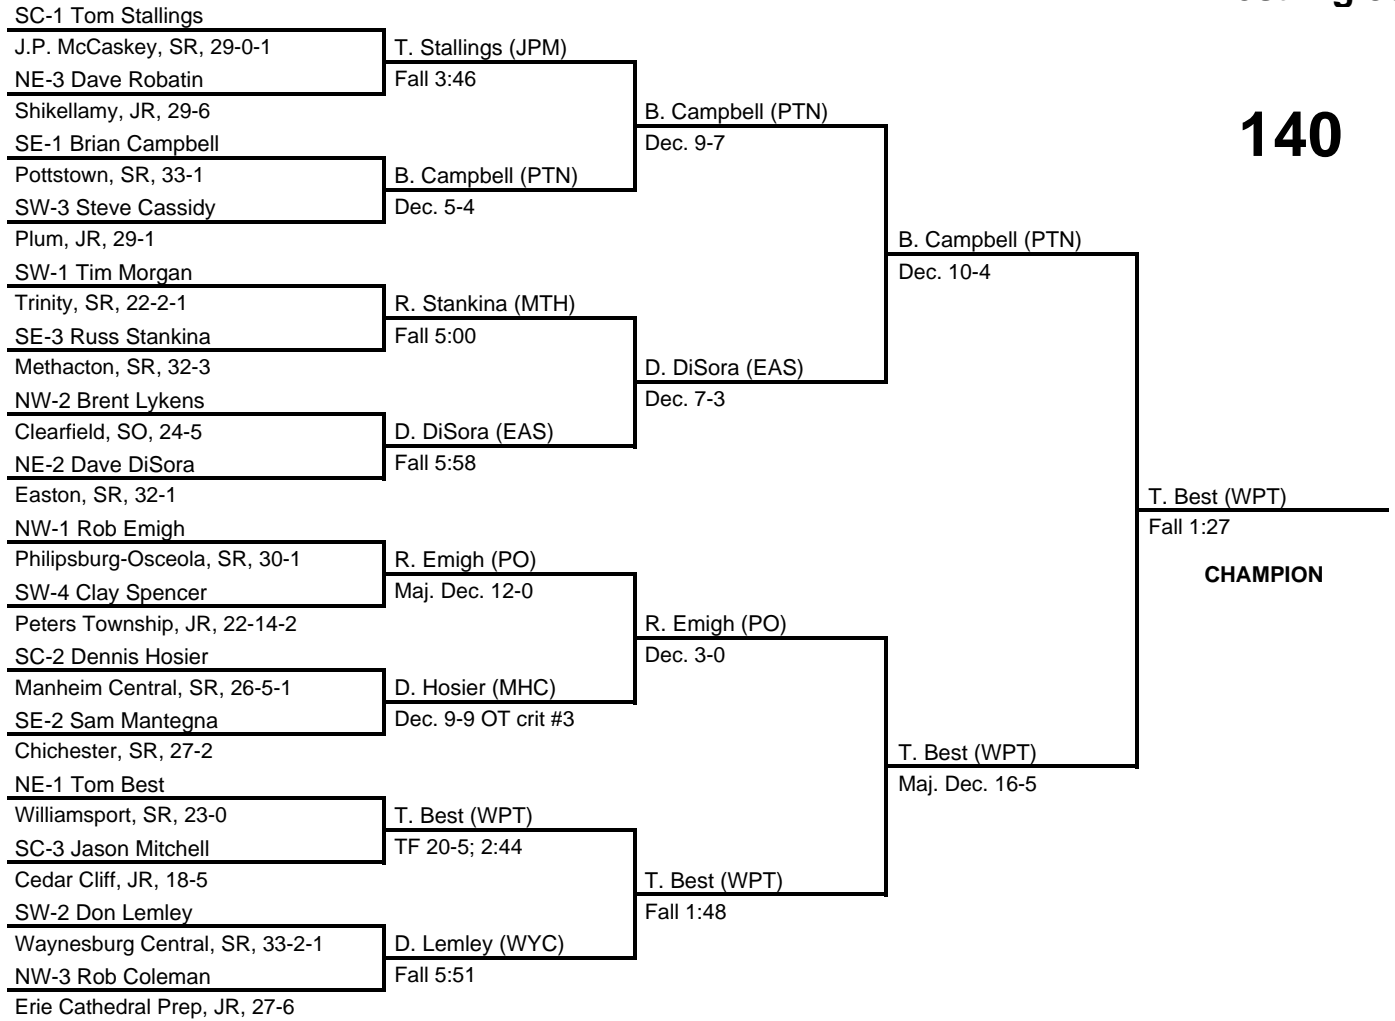 SC-1 Tom Stallings
J.P. McCaskey, SR, 29-0-1
NE-3 Dave Robatin
Shikellamy, JR, 29-6
SE-1 Brian Campbell
Pottstown, SR, 33-1
SW-3 Steve Cassidy
Plum, JR, 29-1
SW-1 Tim Morgan
Trinity, SR, 22-2-1
SE-3 Russ Stankina
Methacton, SR, 32-3
NW-2 Brent Lykens
Clearfield, SO, 24-5
NE-2 Dave DiSora
Easton, SR, 32-1
NW-1 Rob Emigh
Philipsburg-Osceola, SR, 30-1
SW-4 Clay Spencer
Peters Township, JR, 22-14-2
SC-2 Dennis Hosier
Manheim Central, SR, 26-5-1
SE-2 Sam Mantegna
Chichester, SR, 27-2
NE-1 Tom Best
Williamsport, SR, 23-0
SC-3 Jason Mitchell
Cedar Cliff, JR, 18-5
SW-2 Don Lemley
Waynesburg Central, SR, 33-2-1
NW-3 Rob Coleman
Erie Cathedral Prep, JR, 27-6
T. Stallings (JPM)
Fall 3:46
B. Campbell (PTN)
Dec. 5-4
R. Stankina (MTH)
Fall 5:00
D. DiSora (EAS)
Fall 5:58
R. Emigh (PO)
Maj. Dec. 12-0
D. Hosier (MHC)
Dec. 9-9 OT crit #3
T. Best (WPT)
TF 20-5; 2:44
D. Lemley (WYC)
Fall 5:51
B. Campbell (PTN)
Dec. 9-7
D. DiSora (EAS)
Dec. 7-3
R. Emigh (PO)
Dec. 3-0
T. Best (WPT)
Fall 1:48
B. Campbell (PTN)
Dec. 10-4
T. Best (WPT)
Maj. Dec. 16-5
140
T. Best (WPT)
Fall 1:27
CHAMPION